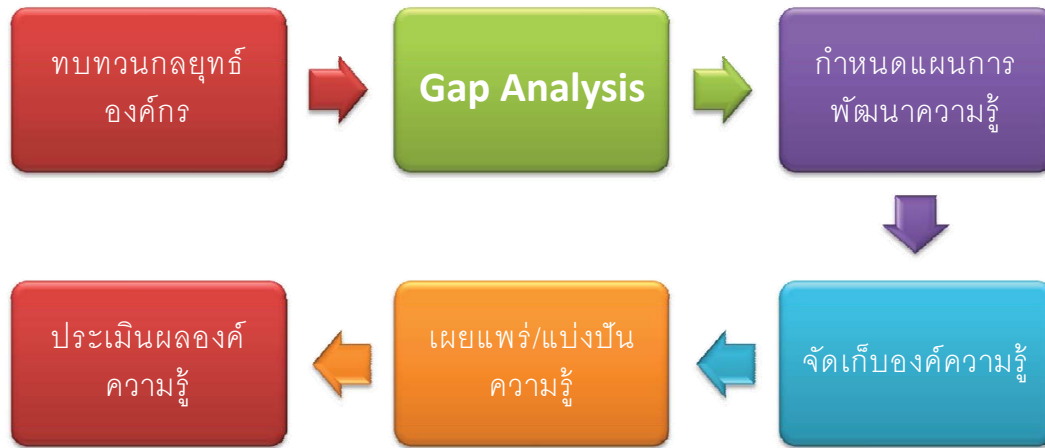 ทบทวนกลยุทธ์
องค์กร
Gap Analysis
กำหนดแผนการ
พัฒนาความรู้
จัดเก็บองค์ความรู้
เผยแพร่/แบ่งปัน
ความรู้
ประเมินผลองค์
ความรู้